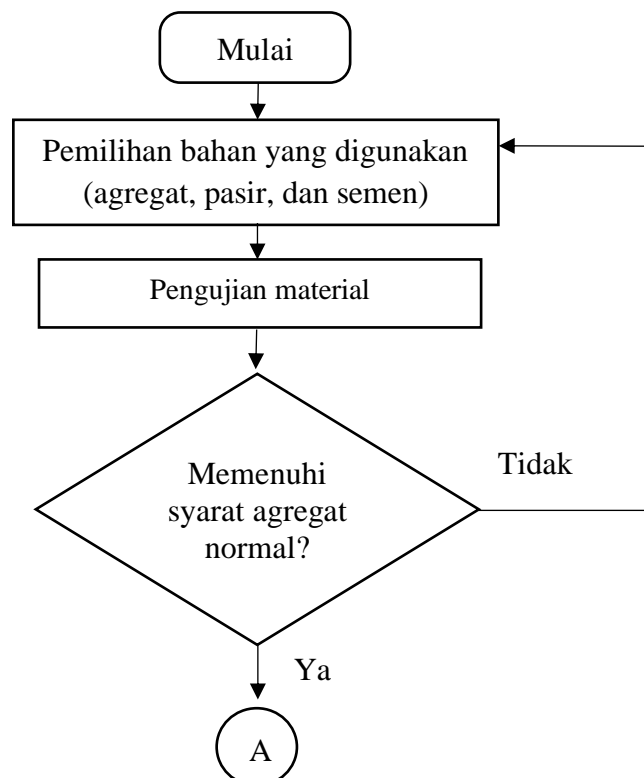 Mulai
Pemilihan bahan yang digunakan
(agregat, pasir, dan semen)
Pengujian material
Memenuhi
syarat agregat
normal?
Tidak
Ya
A